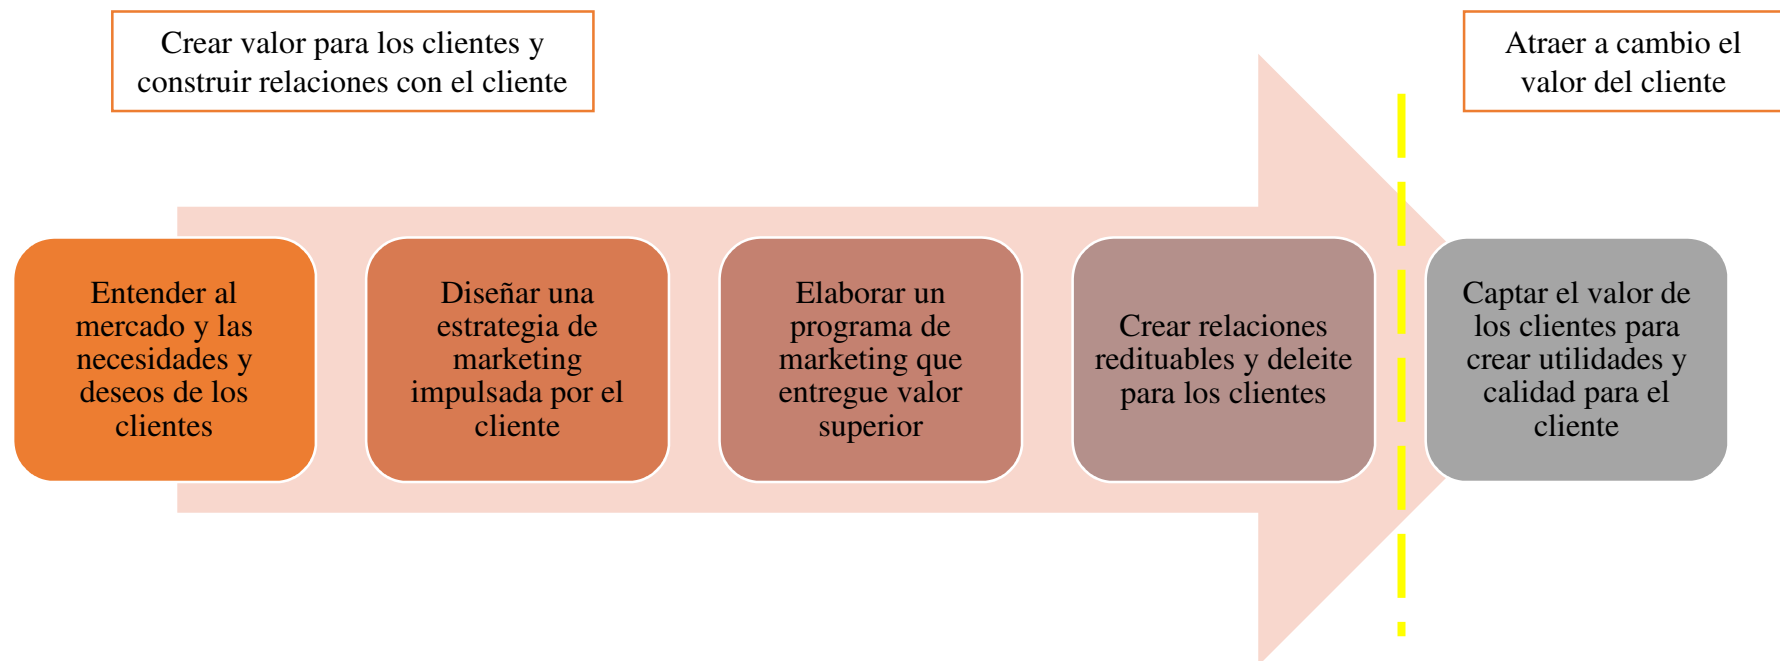 Crear valor para los clientes y
construir relaciones con el cliente
Atraer a cambio el
valor del cliente
Entender al
mercado y las
necesidades y
deseos de los
clientes
Diseñar una
estrategia de
marketing
impulsada por el
cliente
Elaborar un
programa de
marketing que
entregue valor
superior
Crear relaciones
redituables y deleite
para los clientes
Captar el valor de
los clientes para
crear utilidades y
calidad para el
cliente